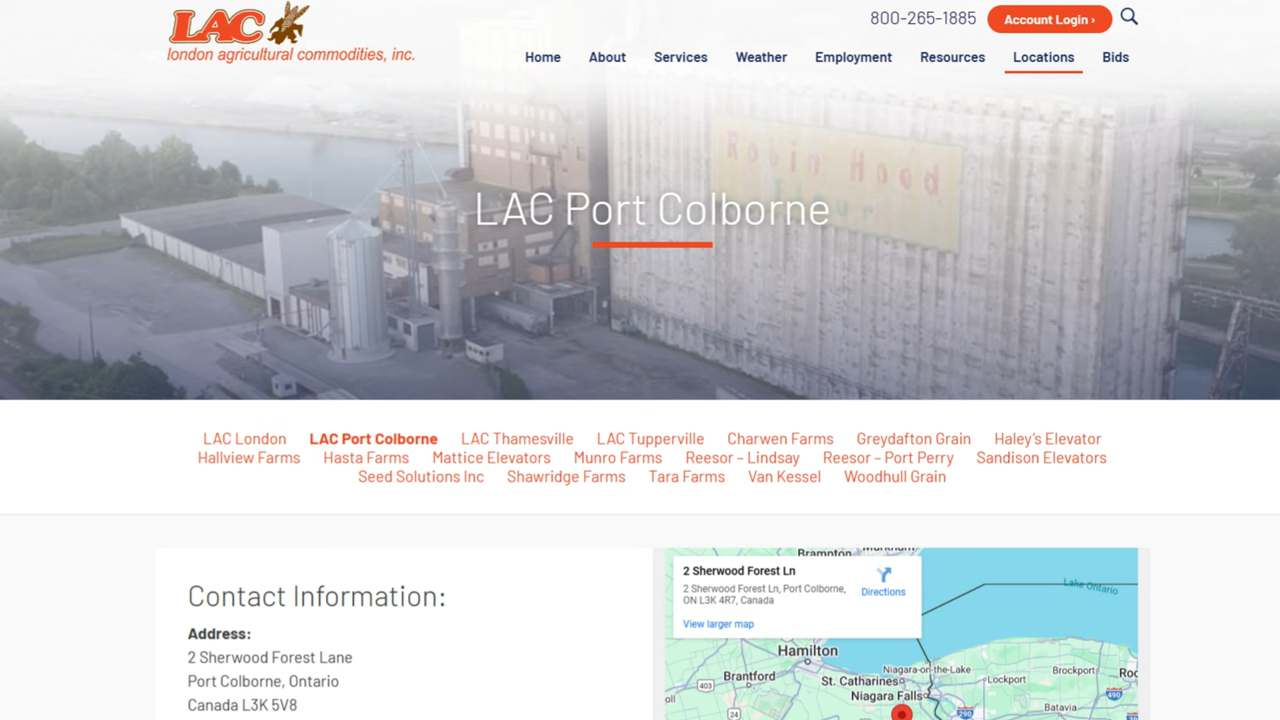 LAC
london agricultural commodities, inc.
800-265-1885
Account Login ›
Home About Services Weather Employment Resources Locations Bids
Robin Hood
Flour
LAC Port Colborne
LAC London LAC Port Colborne LAC Thamesville LAC Tupperville Charwen Farms Greydafton Grain Haley's Elevator
Hallview Farms Hasta Farms Mattice Elevators Munro Farms Reesor – Lindsay Reesor – Port Perry Sandison Elevators
Seed Solutions Inc Shawridge Farms Tara Farms Van Kessel Woodhull Grain
Contact Information:
Address:
2 Sherwood Forest Lane
Port Colborne, Ontario
Canada L3K 5V8
Brampton
Markham
2 Sherwood Forest Ln
2 Sherwood Forest Ln, Port Colborne,
ON L3K 4R7, Canada
Directions
View larger map
Lake Ontario
Hamilton
Brantford
403
St. Catharines
Niagara-on-the-Lake
Niagara Falls
Lockport
Brockport
Roc
490
24
290
Batavia